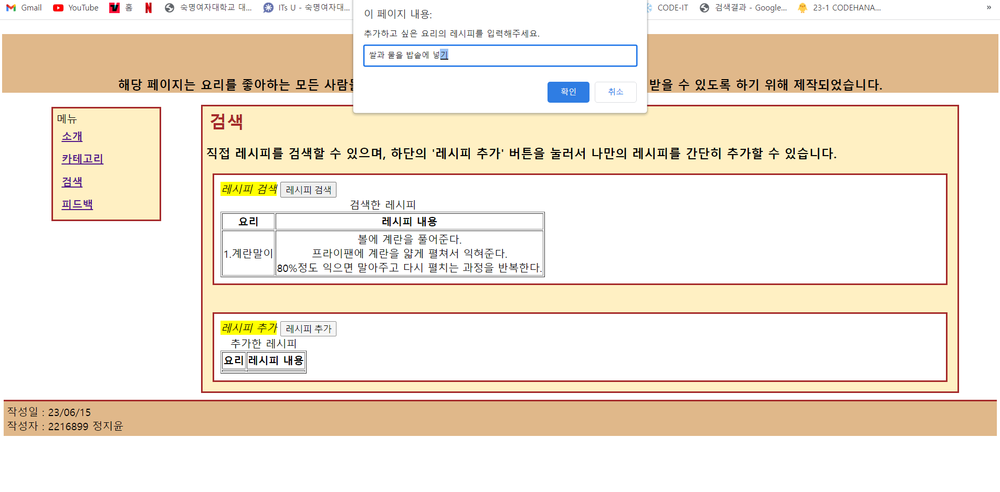 Gmail YouTube 홈 숙명여자대학교 대... ITs U - 숙명여자대... CODE-IT 검색결과 - Google... 23-1 CODEHANA... »
이 페이지 내용:
추가하고 싶은 요리의 레시피를 입력해주세요.
쌀과 물을 밥솥에 넣기
확인 취소
해당 페이지는 요리를 좋아하는 모든 사람들 받을 수 있도록 하기 위해 제작되었습니다.
메뉴
소개
카테고리
검색
피드백
검색
직접 레시피를 검색할 수 있으며, 하단의 '레시피 추가' 버튼을 눌러서 나만의 레시피를 간단히 추가할 수 있습니다.
레시피 검색 레시피 검색
검색한 레시피
요리 레시피 내용
1.계란말이
볼에 계란을 풀어준다.
프라이팬에 계란을 얇게 펼쳐서 익혀준다.
80%정도 익으면 말아주고 다시 펼치는 과정을 반복한다.
레시피 추가 레시피 추가
추가한 레시피
요리 레시피 내용
작성일 : 23/06/15
작성자 : 2216899 정지윤